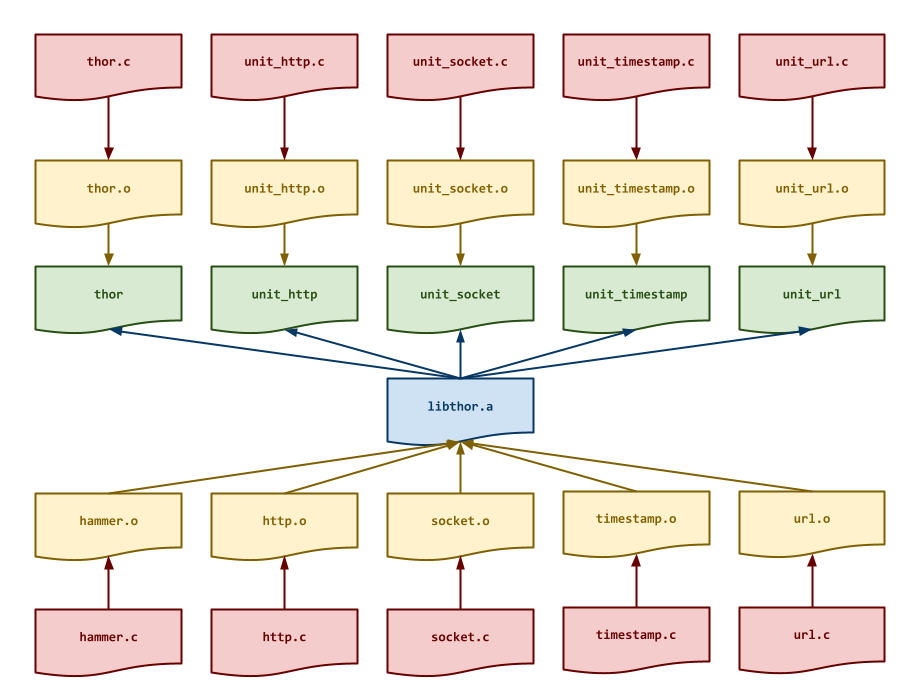 thor.c
unit_http.c
unit_socket.c
unit_timestamp.c
unit_url.c
thor.o
unit_http.o
unit_socket.o
unit_timestamp.o
unit_url.o
thor
unit_http
unit_socket
unit_timestamp
unit_url
libthor.a
hammer.o
http.o
socket.o
timestamp.o
url.o
hammer.c
http.c
socket.c
timestamp.c
url.c